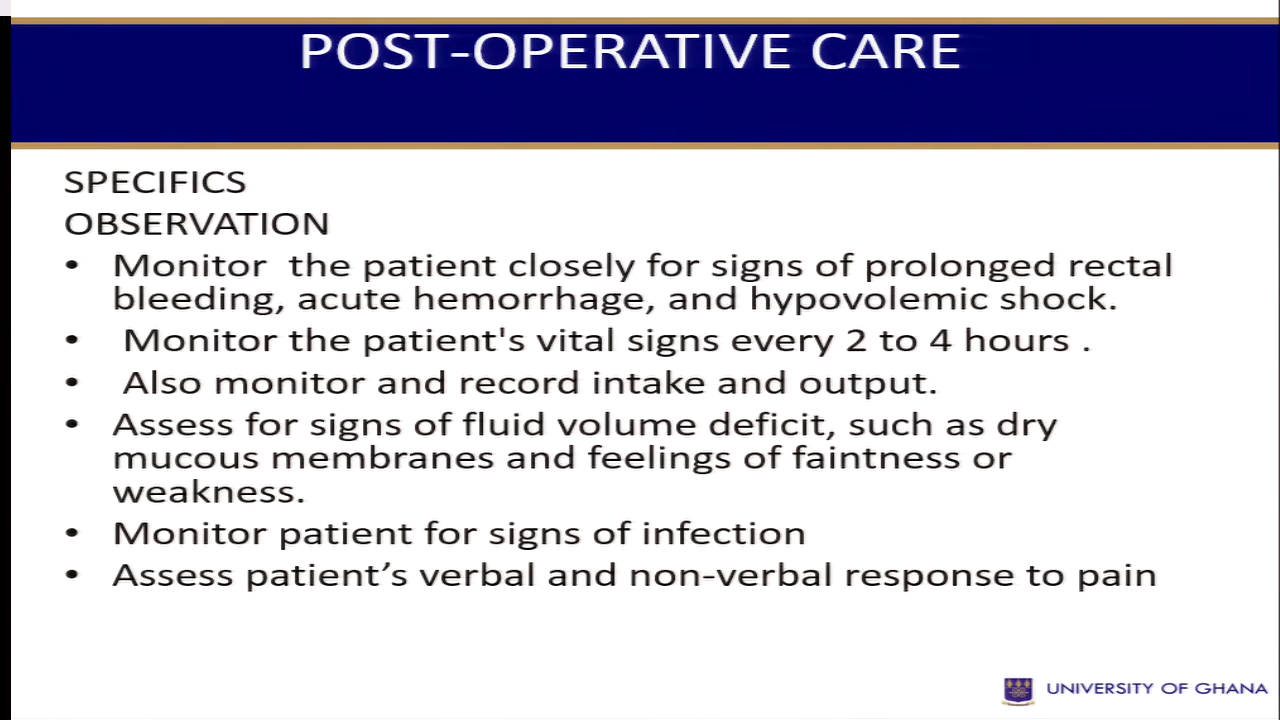 POST-OPERATIVE CARE
SPECIFICS
OBSERVATION
• Monitor the patient closely for signs of prolonged rectal
bleeding, acute hemorrhage, and hypovolemic shock.
• Monitor the patient's vital signs every 2 to 4 hours .
• Also monitor and record intake and output.
• Assess for signs of fluid volume deficit, such as dry
mucous membranes and feelings of faintness or
weakness.
• Monitor patient for signs of infection
• Assess patient’s verbal and non-verbal response to pain
UNIVERSITY OF GHANA